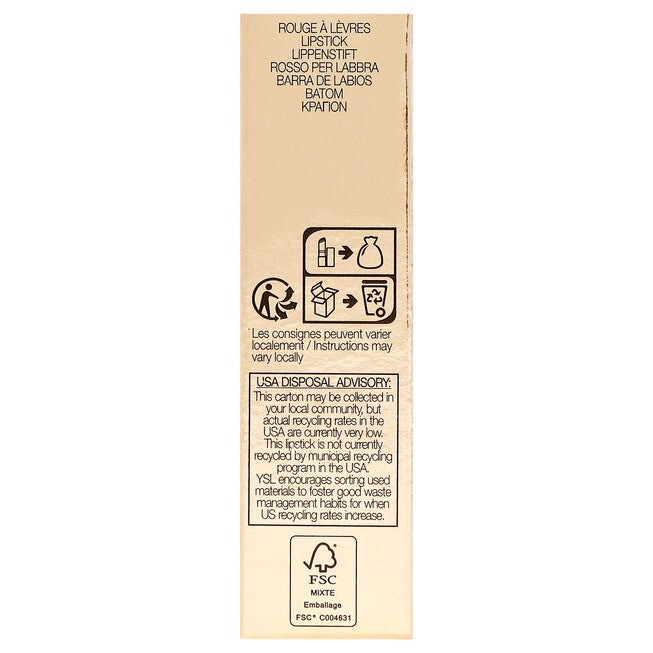 ROUGE À LÈVRES
LIPSTICK
LIPPENSTIFT
ROSSO PER LABBRA
BARRA DE LABIOS
BATOM
ΚΡΑΓΙΟΝ
Les consignes peuvent varier
localement / Instructions may
vary locally
USA DISPOSAL ADVISORY:
This carton may be collected in
your local community, but
actual recycling rates in the
USA are currently very low.
This lipstick is not currently
recycled by municipal recycling
program in the USA.
YSL encourages sorting used
materials to foster good waste
management habits for when
US recycling rates increase.
FSC
MIXTE
Emballage
FSC® C004631